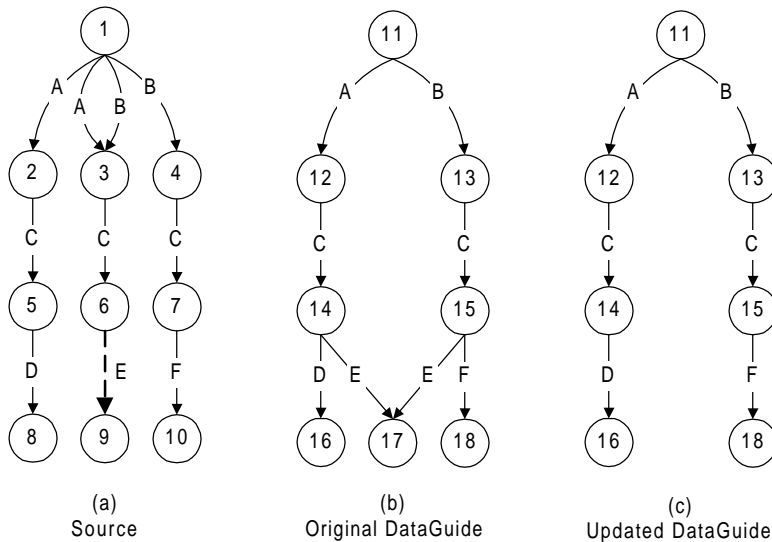 1 11 11
A A B B A B A B
2 3 4 12 13 12 13
C C C C C C C
5 6 7 14 15 14 15
D E F D E E F D F
8 9 10 16 17 18 16 18
(a) (b) (c)
Source Original DataGuide Updated DataGuide